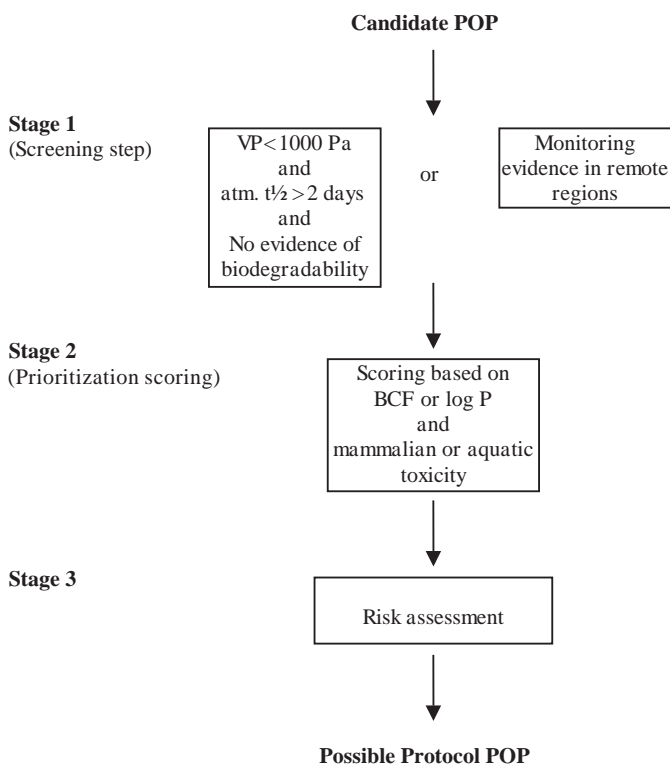 Candidate POP
Stage 1
(Screening step)
VP<1000 Pa
and
atm. t½ >2 days
and
No evidence of
biodegradability
or
Monitoring
evidence in remote
regions
Stage 2
(Prioritization scoring)
Scoring based on
BCF or log P
and
mammalian or aquatic
toxicity
Stage 3
Risk assessment
Possible Protocol POP